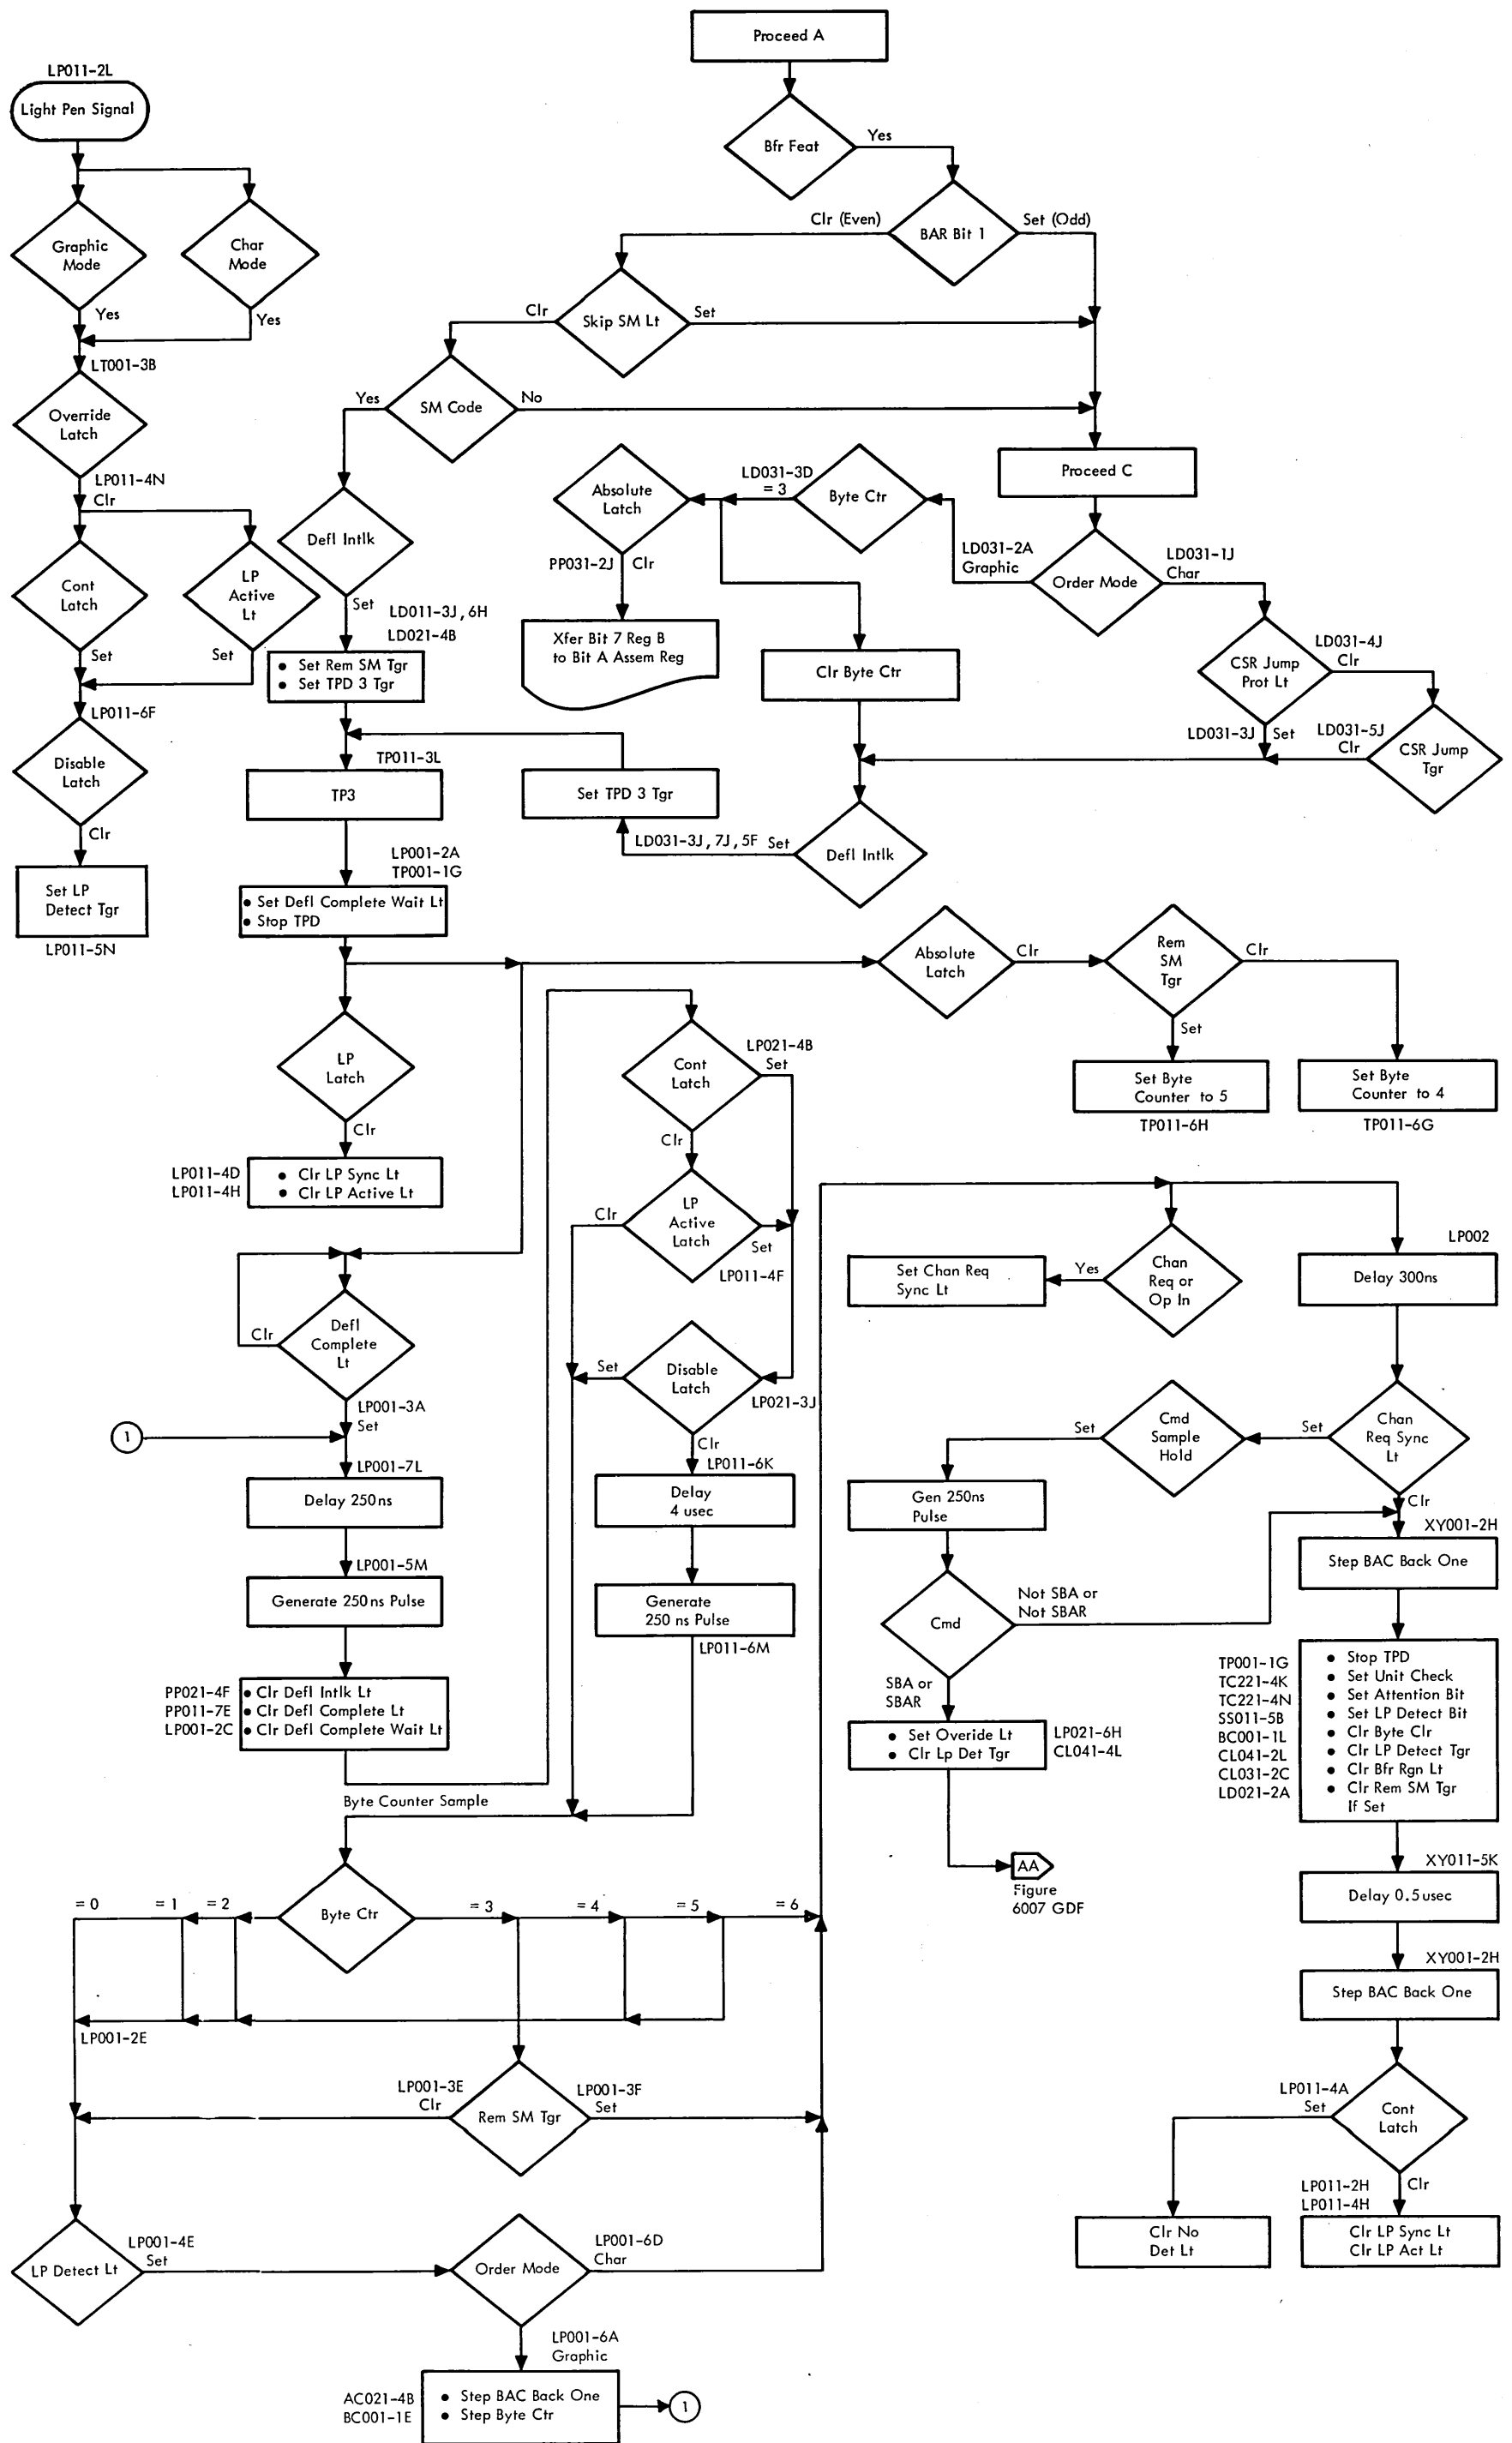 Proceed A
LP011-2L
Light Pen Signal
Bfr Feat
Yes
Graphic
Mode
Yes
Char
Mode
Yes
Clr (Even)
BAR Bit 1
Set (Odd)
Clr
Skip SM Lt
Set
LT001-3B
Override
Latch
LP011-4N
Clr
Yes
SM Code
No
Proceed C
Absolute
Latch
LD031-3D
= 3
Byte Ctr
PP031-2J
Clr
Xfer Bit 7 Reg B
to Bit A Assem Reg
LD031-2A
Graphic
Order Mode
LD031-1J
Char
Defl Intlk
Set
LD011-3J, 6H
LD021-4B
Cont
Latch
Set
LP
Active
Lt
Set
• Set Rem SM Tgr
• Set TPD 3 Tgr
Clr Byte Ctr
CSR Jump
Prot Lt
LD031-4J
Clr
LD031-3J
Set
LD031-5J
Clr
CSR Jump
Tgr
LP011-6F
Disable
Latch
Clr
TP011-3L
TP3
Set TPD 3 Tgr
LD031-3J, 7J, 5F
Set
Defl Intlk
Set LP
Detect Tgr
LP011-5N
LP001-2A
TP001-1G
• Set Defl Complete Wait Lt
• Stop TPD
Absolute
Latch
Clr
Rem
SM
Tgr
Clr
Set
Set Byte
Counter to 5
TP011-6H
Set Byte
Counter to 4
TP011-6G
LP
Latch
Clr
LP011-4D
LP011-4H
• Clr LP Sync Lt
• Clr LP Active Lt
Cont
Latch
LP021-4B
Set
Clr
Clr
LP
Active
Latch
Set
LP011-4F
Set
Disable
Latch
LP021-3J
Clr
LP011-6K
Delay
4 usec
Generate
250 ns Pulse
LP011-6M
Clr
Defl
Complete
Lt
LP001-3A
Set
1
LP001-7L
Delay 250ns
LP001-5M
Generate 250ns Pulse
PP021-4F
PP011-7E
LP001-2C
• Clr Defl Intlk Lt
• Clr Defl Complete Lt
• Clr Defl Complete Wait Lt
Byte Counter Sample
= 0
= 1
= 2
Byte Ctr
= 3
= 4
= 5
= 6
LP001-2E
LP001-3E
Clr
Rem SM Tgr
LP001-3F
Set
LP Detect Lt
LP001-4E
Set
Order Mode
LP001-6D
Char
LP001-6A
Graphic
AC021-4B
BC001-1E
• Step BAC Back One
• Step Byte Ctr
1
Set Chan Req
Sync Lt
Yes
Chan
Req or
Op In
LP002
Delay 300ns
Set
Cmd
Sample
Hold
Set
Chan
Req Sync
Lt
Clr
Gen 250ns
Pulse
Cmd
Not SBA or
Not SBAR
SBA or
SBAR
• Set Overide Lt
• Clr Lp Det Tgr
LP021-6H
CL041-4L
AA
Figure
6007 GDF
XY001-2H
Step BAC Back One
TP001-1G
TC221-4K
TC221-4N
SS011-5B
BC001-1L
CL041-2L
CL031-2C
LD021-2A
• Stop TPD
• Set Unit Check
• Set Attention Bit
• Set LP Detect Bit
• Clr Byte Clr
• Clr LP Detect Tgr
• Clr Bfr Rgn Lt
• Clr Rem SM Tgr
If Set
XY011-5K
Delay 0.5usec
XY001-2H
Step BAC Back One
LP011-4A
Set
Cont
Latch
LP011-2H
LP011-4H
Clr
Clr No
Det Lt
Clr LP Sync Lt
Clr LP Act Lt